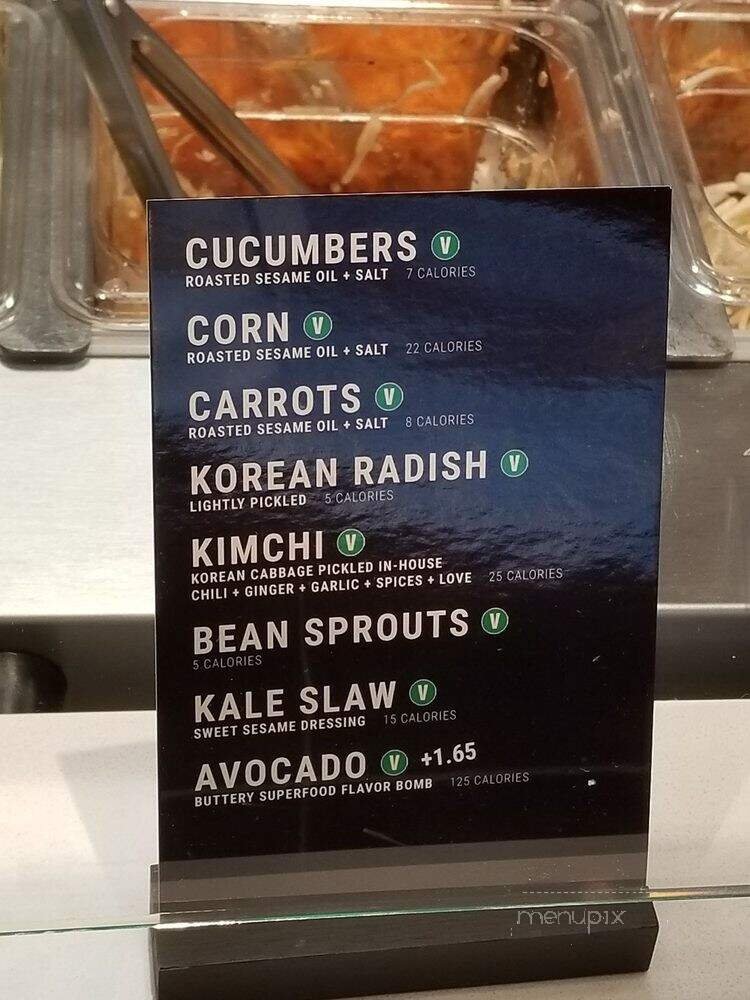 CUCUMBERS V
ROASTED SESAME OIL + SALT 7 CALORIES
CORN V
ROASTED SESAME OIL + SALT 22 CALORIES
CARROTS V
ROASTED SESAME OIL + SALT 8 CALORIES
KOREAN RADISH V
LIGHTLY PICKLED 5 CALORIES
KIMCHI V
KOREAN CABBAGE PICKLED IN-HOUSE
CHILI + GINGER + GARLIC + SPICES + LOVE 25 CALORIES
BEAN SPROUTS V
5 CALORIES
KALE SLAW V
SWEET SESAME DRESSING 15 CALORIES
AVOCADO V +1.65
BUTTERY SUPERFOOD FLAVOR BOMB 125 CALORIES
menupix